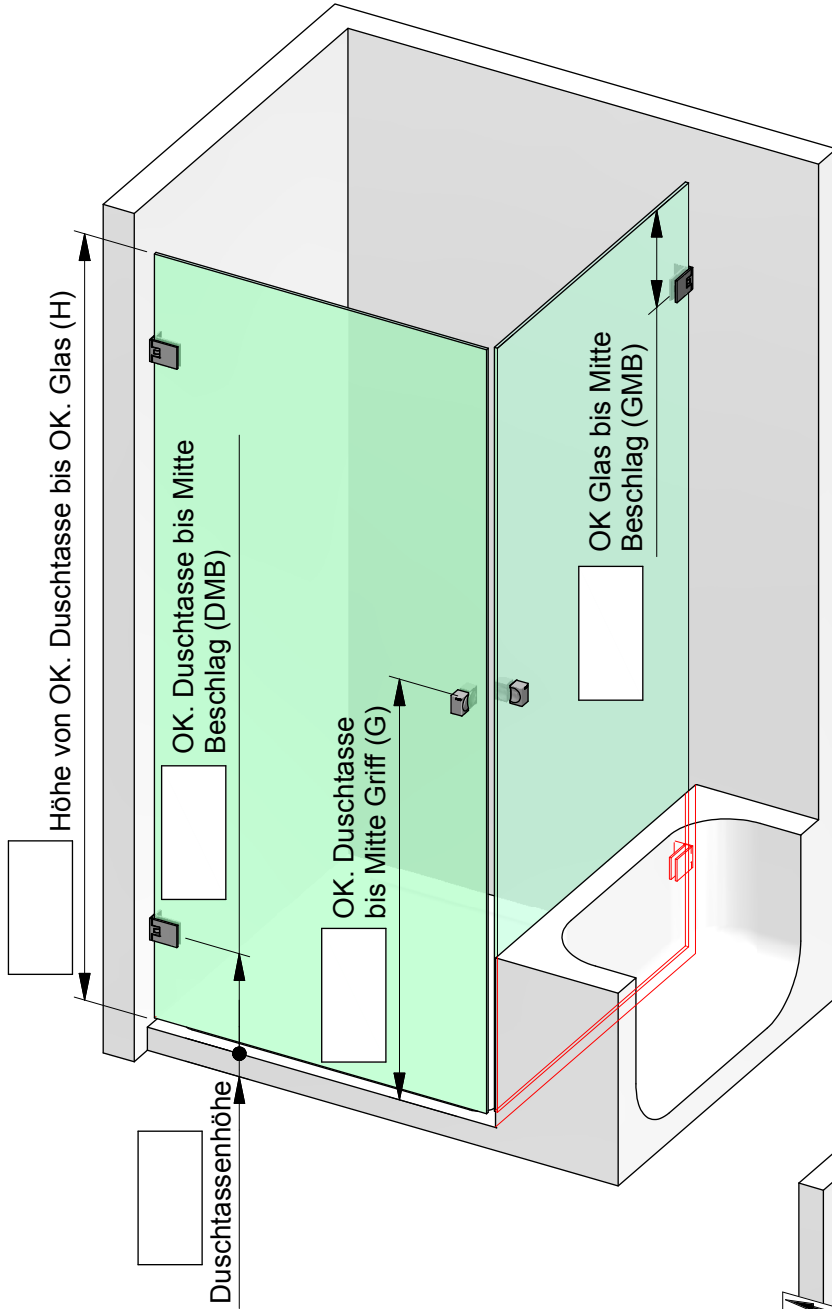 Höhe von OK. Duschtasse bis OK. Glas (H)
OK. Duschtasse bis Mitte
Beschlag (DMB)
OK. Duschtasse
bis Mitte Griff (G)
OK Glas bis Mitte
Beschlag (GMB)
Duschtassenhöhe